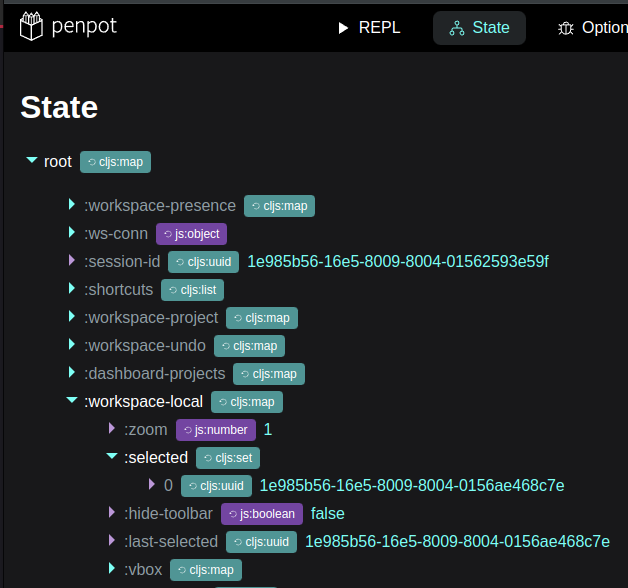 penpot REPL State Option
State
root cljs:map
:workspace-presence cljs:map
:ws-conn js:object
:session-id cljs:uuid 1e985b56-16e5-8009-8004-01562593e59f
:shortcuts cljs:list
:workspace-project cljs:map
:workspace-undo cljs:map
:dashboard-projects cljs:map
:workspace-local cljs:map
:zoom js:number 1
:selected cljs:set
0 cljs:uuid 1e985b56-16e5-8009-8004-0156ae468c7e
:hide-toolbar js:boolean false
:last-selected cljs:uuid 1e985b56-16e5-8009-8004-0156ae468c7e
:vbox cljs:map